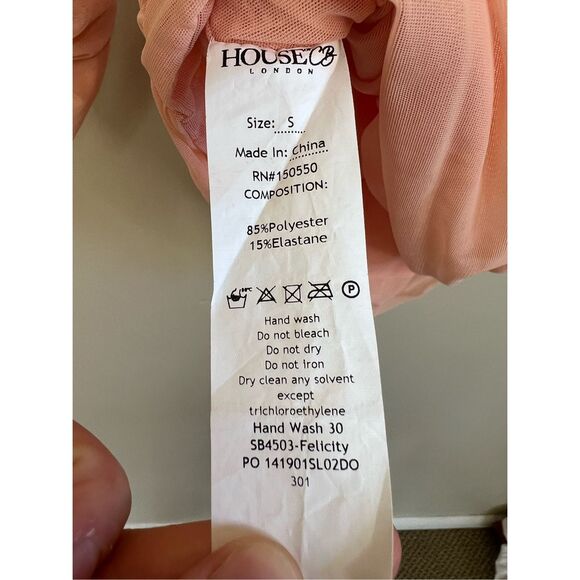 HOUSE CB
LONDON
Size: S
Made In: China
RN#150550
COMPOSITION:
85%Polyester
15%Elastane
P
Hand wash
Do not bleach
Do not dry
Do not iron
Dry clean any solvent
except
trichloroethylene
Hand Wash 30
SB4503-Felicity
PO 141901SL02DO
301